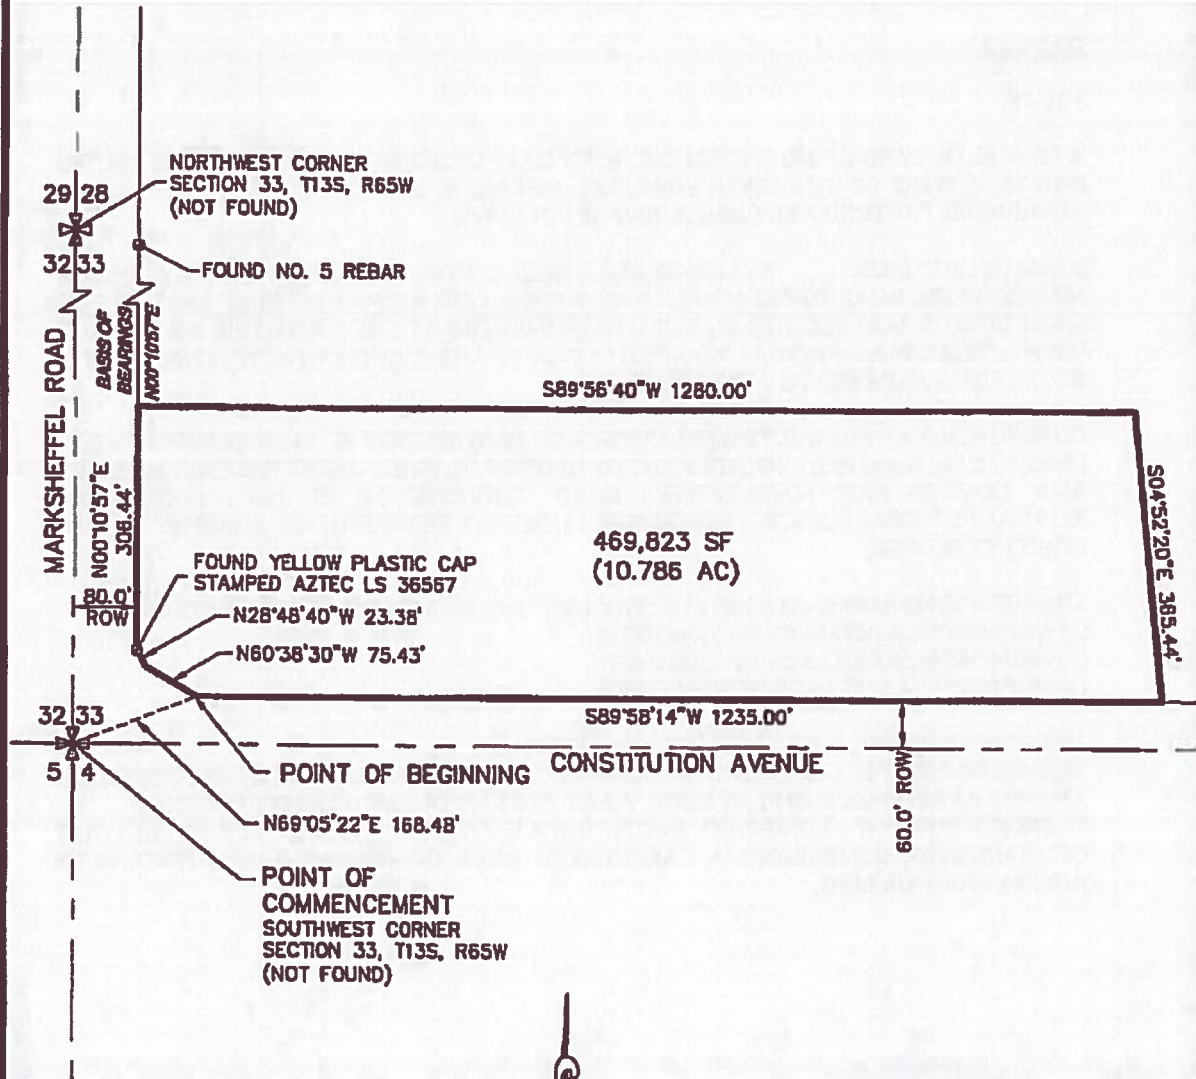 NORTHWEST CORNER
SECTION 33, T13S, R65W
(NOT FOUND)
29 28
32 33
FOUND NO. 5 REBAR
MARKSHEFFEL ROAD
BASIS OF
BEARINGS
N00°10'57"E
S89°56'40"W 1280.00'
N00°10'57"E
306.44'
S04°52'20"E 385.44'
469,823 SF
(10.786 AC)
FOUND YELLOW PLASTIC CAP
STAMPED AZTEC LS 36567
80.0'
ROW
N28°48'40"W 23.38'
N60°38'30"W 75.43'
32 33
5 4
S89°58'14"W 1235.00'
POINT OF BEGINNING
CONSTITUTION AVENUE
60.0' ROW
N69°05'22"E 168.48'
POINT OF
COMMENCEMENT
SOUTHWEST CORNER
SECTION 33, T13S, R65W
(NOT FOUND)